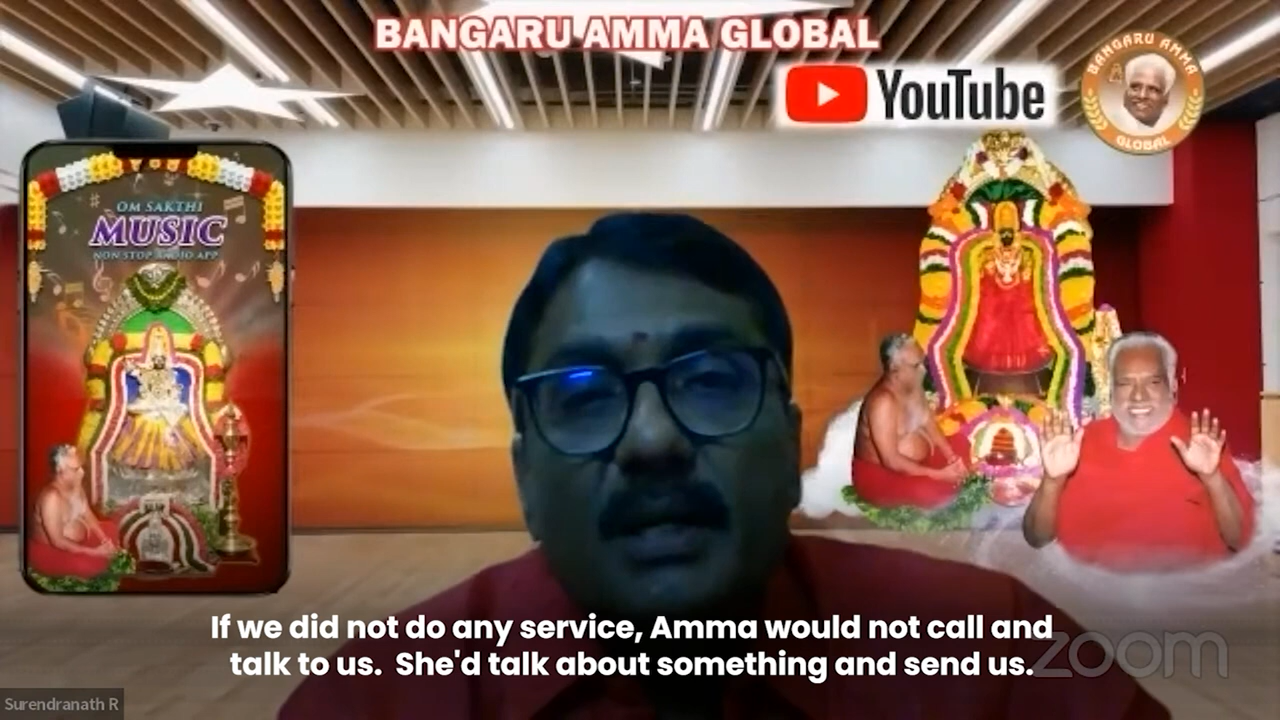 BANGARU AMMA GLOBAL
YouTube
BANGARU AMMA
GLOBAL
OM SAKTHI
MUSIC
NON STOP RADIO APP
If we did not do any service, Amma would not call and
talk to us. She'd talk about something and send us.
zoom
Surendranath R